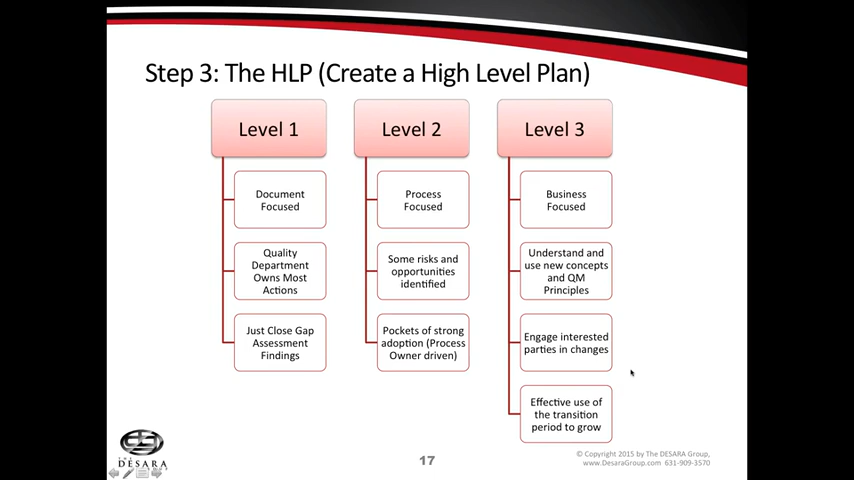 Step 3: The HLP (Create a High Level Plan)
Level 1
Document
Focused
Quality
Department
Owns Most
Actions
Just Close Gap
Assessment
Findings
Level 2
Process
Focused
Some risks and
opportunities
identified
Pockets of strong
adoption (Process
Owner driven)
Level 3
Business
Focused
Understand and
use new concepts
and QM
Principles
Engage interested
parties in changes
Effective use of
the transition
period to grow
THE
DESARA
GROUP
17
© Copyright 2015 by The DESARA Group,
www.DesaraGroup.com 631-909-3570